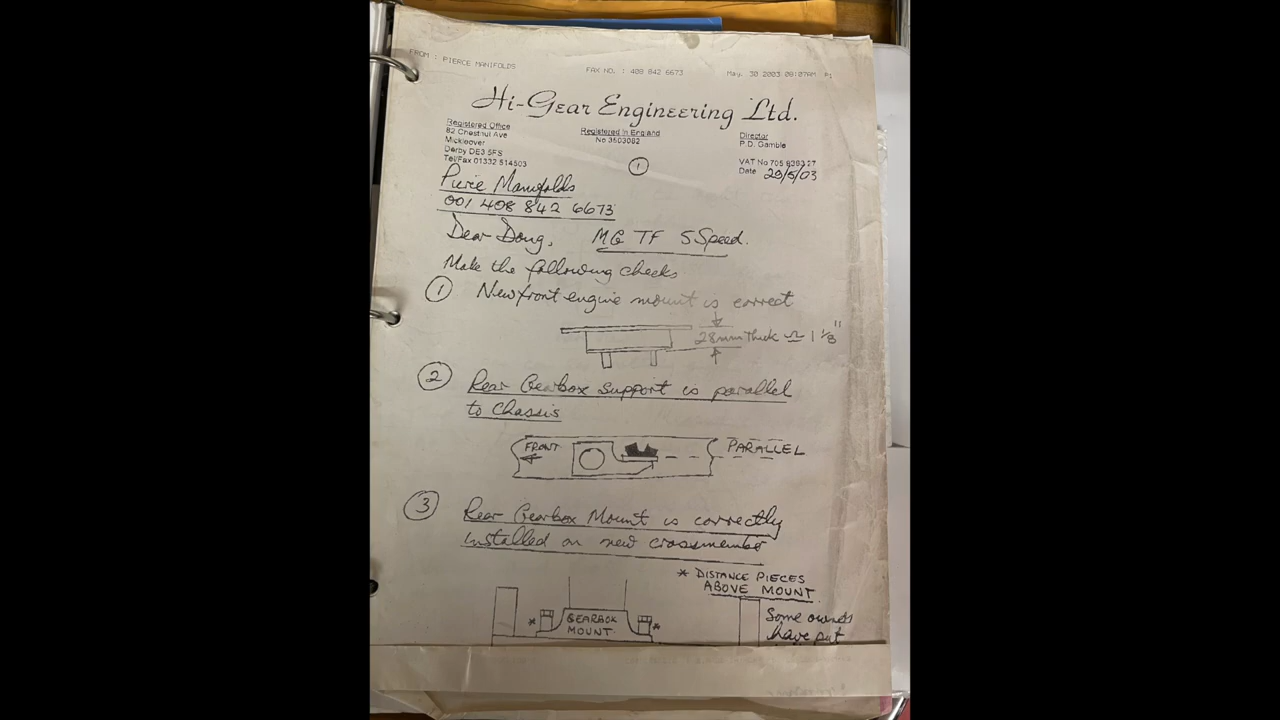 FROM : PIERCE MANIFOLDS
FAX NO. : 408 842 6673
May. 30 2003 08:07AM P1
Hi-Gear Engineering Ltd.
Registered Office
82 Chestnut Ave
Mickleover
Derby DE3 5FS
Tel/Fax 01332 514503
Registered in England
No 3503082
Director
P.D. Gamble
VAT No 705 8383 27
Date 29/5/03
1
Pierce Manifolds
001 408 842 6673
Dear Doug, MG TF 5 Speed.
Make the following checks
1 New front engine mount is correct
28mm Thick ≏ 1 1/8"
2 Rear Gearbox support is parallel
to chassis
FRONT
PARALLEL
3 Rear Gearbox Mount is correctly
installed on new crossmember
* DISTANCE PIECES
ABOVE MOUNT
* GEARBOX *
MOUNT
Some owners
have put